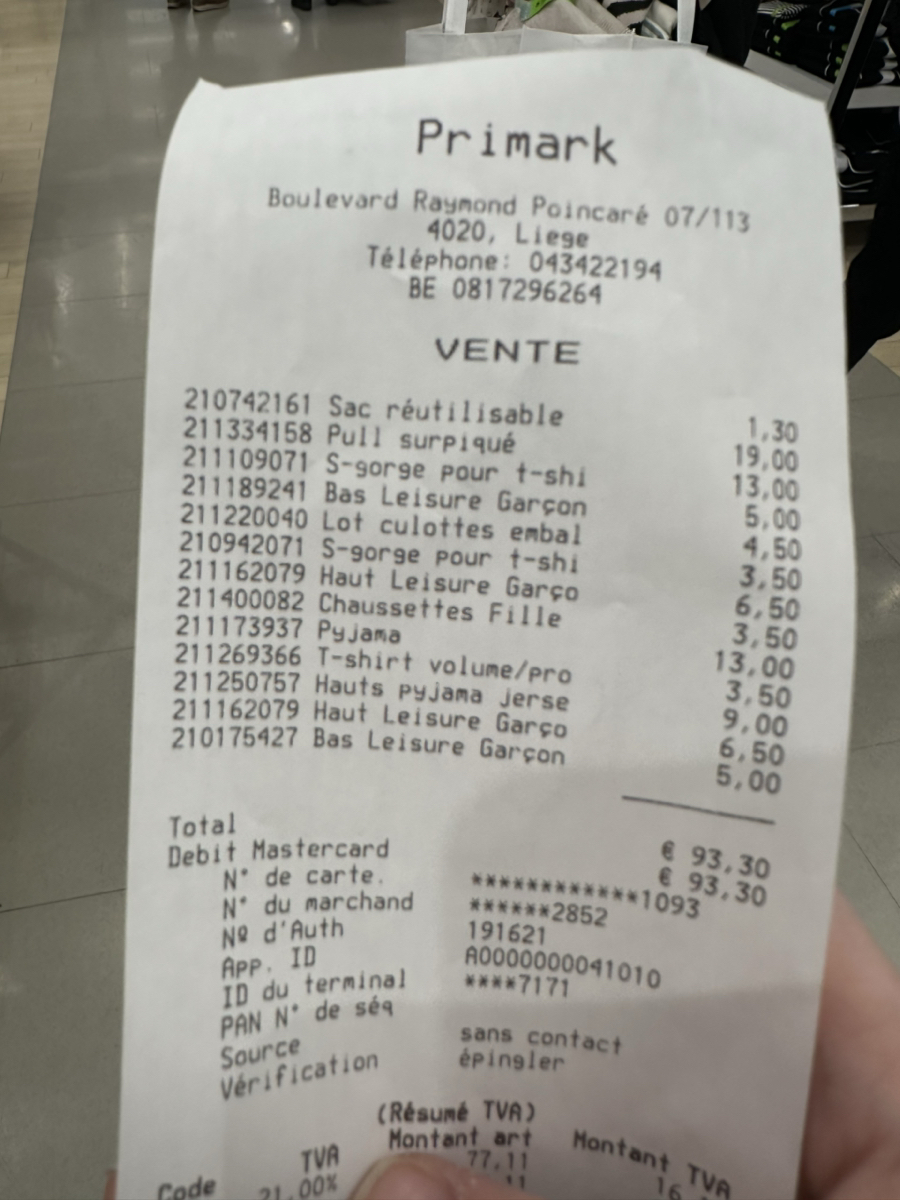 Primark
Boulevard Raymond Poincaré 07/113
4020, Liege
Téléphone: 043422194
BE 0817296264
VENTE
210742161 Sac réutilisable 1,30
211334158 Pull surpiqué 19,00
211109071 S-gorge pour t-shi 13,00
211189241 Bas Leisure Garçon 5,00
211220040 Lot culottes embal 4,50
210942071 S-gorge pour t-shi 3,50
211162079 Haut Leisure Garço 6,50
211400082 Chaussettes Fille 3,50
211173937 Pyjama 13,00
211269366 T-shirt volume/pro 3,50
211250757 Hauts pyjama jerse 9,00
211162079 Haut Leisure Garço 6,50
210175427 Bas Leisure Garçon 5,00
Total € 93,30
Debit Mastercard € 93,30
N° de carte. ************1093
N° du marchand ******2852
Nº d'Auth 191621
App. ID A0000000041010
ID du terminal ****7171
PAN N° de séq
Source sans contact
Vérification épingler
(Résumé TVA)
Code TVA Montant art Montant TVA
21,00% 77,11